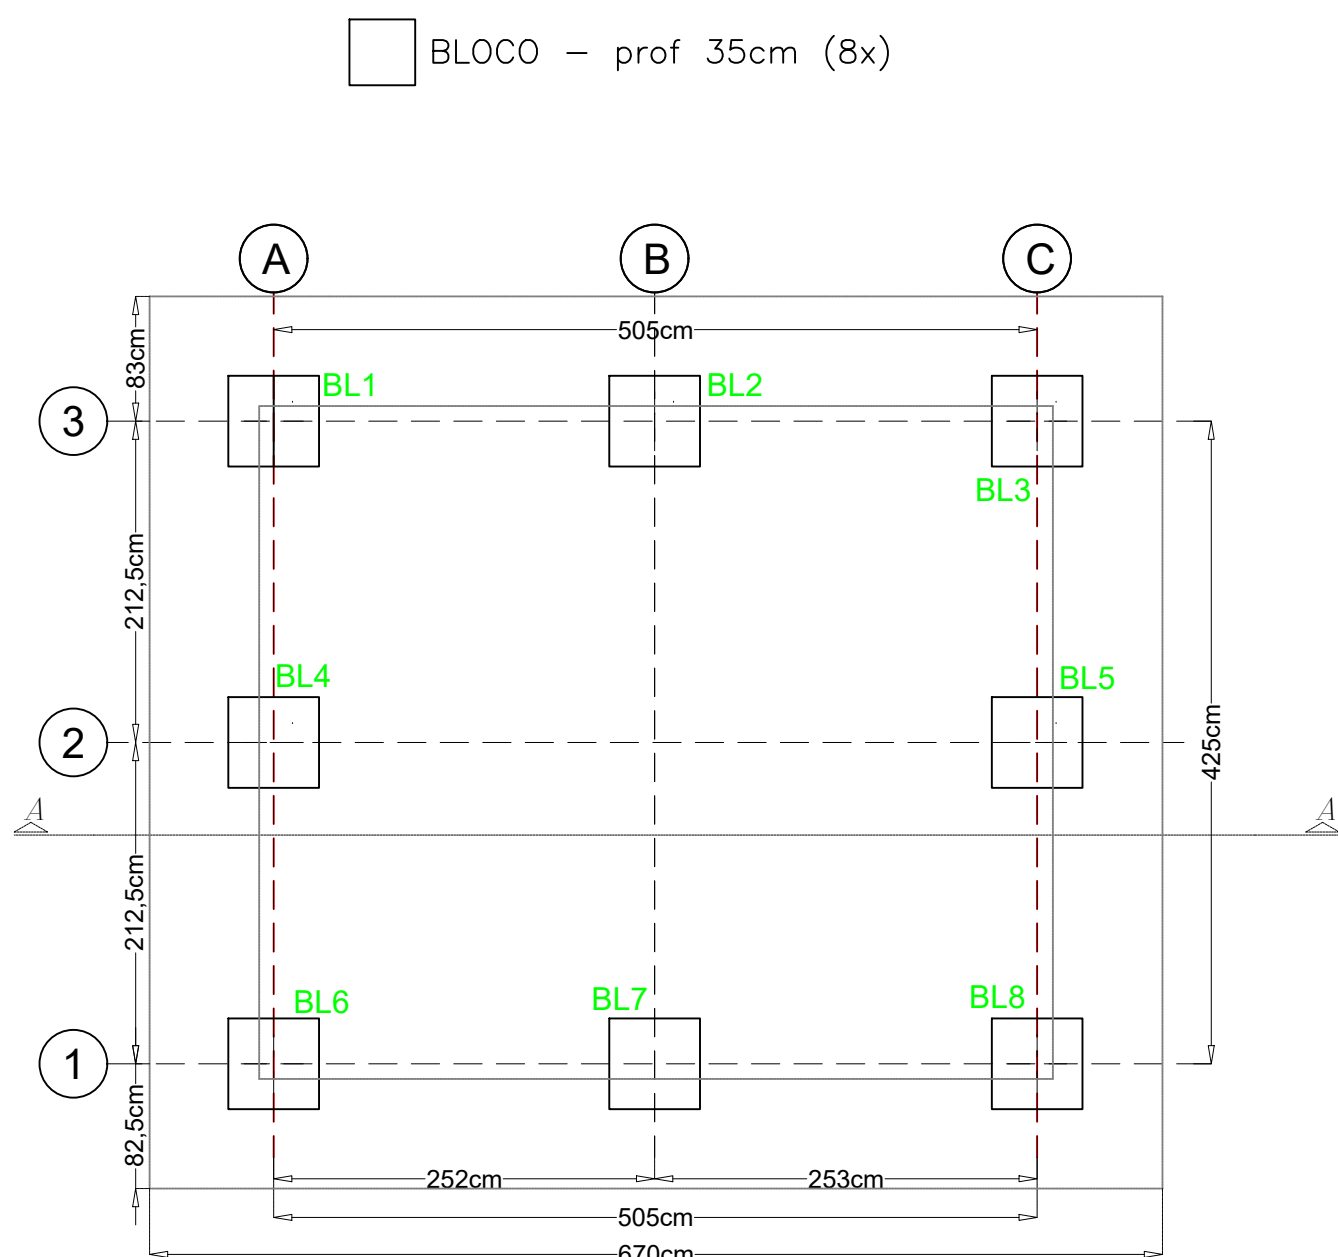 BLOCO - prof 35cm (8x)
A
B
C
505cm
83cm
BL1
BL2
3
BL3
212,5cm
BL4
BL5
2
425cm
A
A
212,5cm
BL6
BL7
BL8
1
82,5cm
252cm
253cm
505cm
670cm